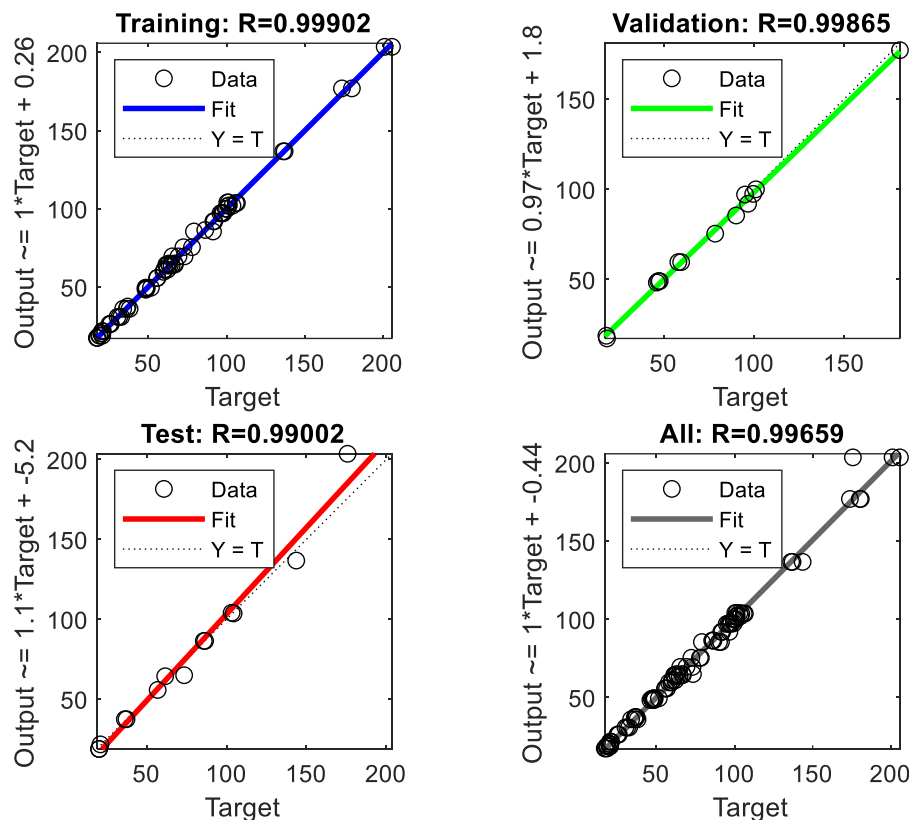 Training: R=0.99902
Output ~= 1*Target + 0.26
200
150
100
50
Data
Fit
Y = T
50
100
150
200
Target
Validation: R=0.99865
Output ~= 0.97*Target + 1.8
150
100
50
Data
Fit
Y = T
50
100
150
Target
Test: R=0.99002
Output ~= 1.1*Target + -5.2
200
150
100
50
Data
Fit
Y = T
50
100
150
200
Target
All: R=0.99659
Output ~= 1*Target + -0.44
200
150
100
50
Data
Fit
Y = T
50
100
150
200
Target